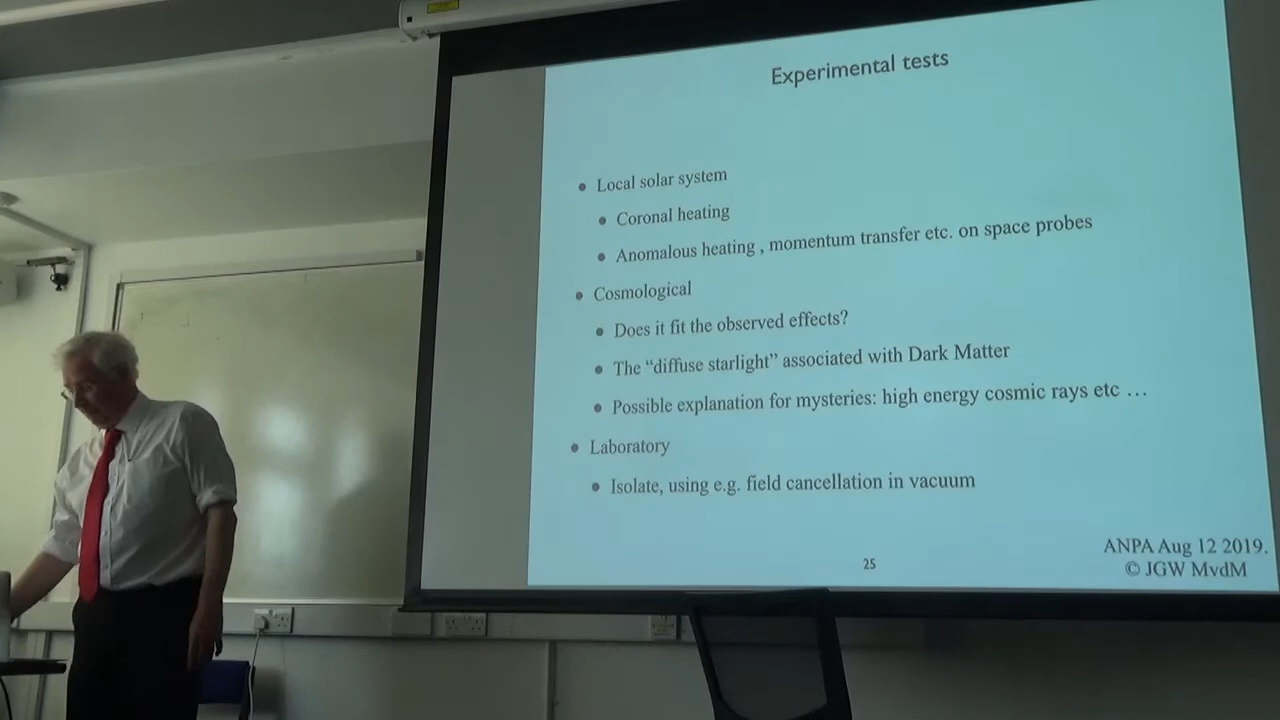 Experimental tests
Local solar system
Coronal heating
Anomalous heating , momentum transfer etc. on space probes
Cosmological
Does it fit the observed effects?
The “diffuse starlight” associated with Dark Matter
Possible explanation for mysteries: high energy cosmic rays etc …
Laboratory
Isolate, using e.g. field cancellation in vacuum
25
ANPA Aug 12 2019.
© JGW MvdM